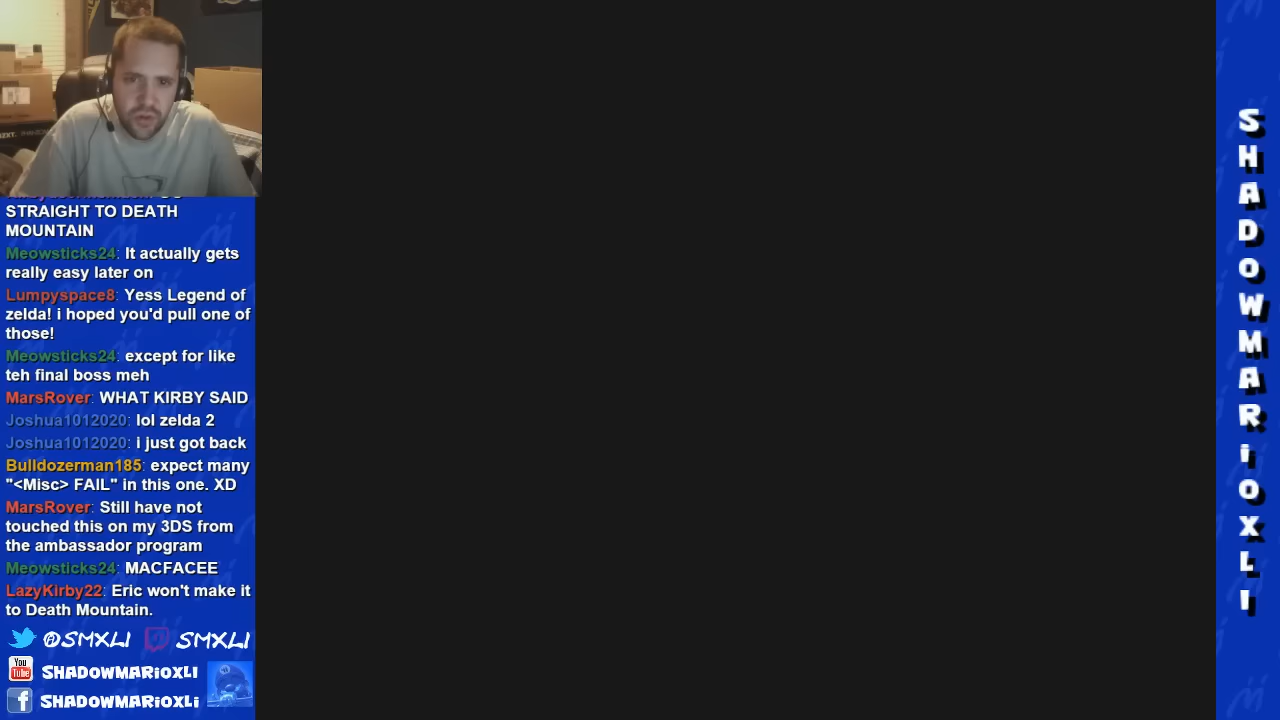 STRAIGHT TO DEATH
MOUNTAIN
Meowsticks24: It actually gets
really easy later on
Lumpyspace8: Yess Legend of
zelda! i hoped you'd pull one of
those!
Meowsticks24: except for like
teh final boss meh
MarsRover: WHAT KIRBY SAID
Joshua1012020: lol zelda 2
Joshua1012020: i just got back
Bulldozerman185: expect many
"<Misc> FAIL" in this one. XD
MarsRover: Still have not
touched this on my 3DS from
the ambassador program
Meowsticks24: MACFACEE
LazyKirby22: Eric won't make it
to Death Mountain.
@SMXLI SMXLI
You Tube SHADOWMARiOXLI
f SHADOWMARiOXLi
SHADOWMARiOXLI